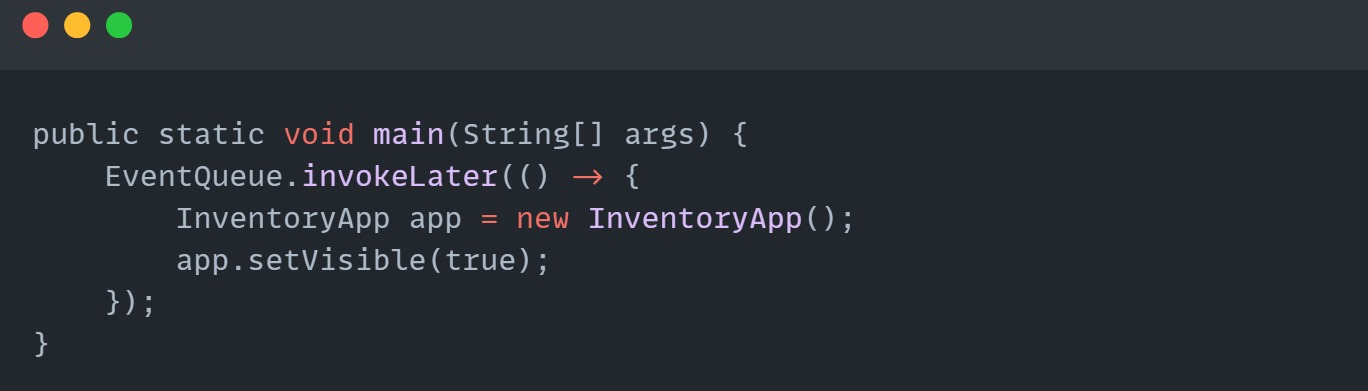 public static void main(String[] args) {
    EventQueue.invokeLater(() -> {
        InventoryApp app = new InventoryApp();
        app.setVisible(true);
    });
}